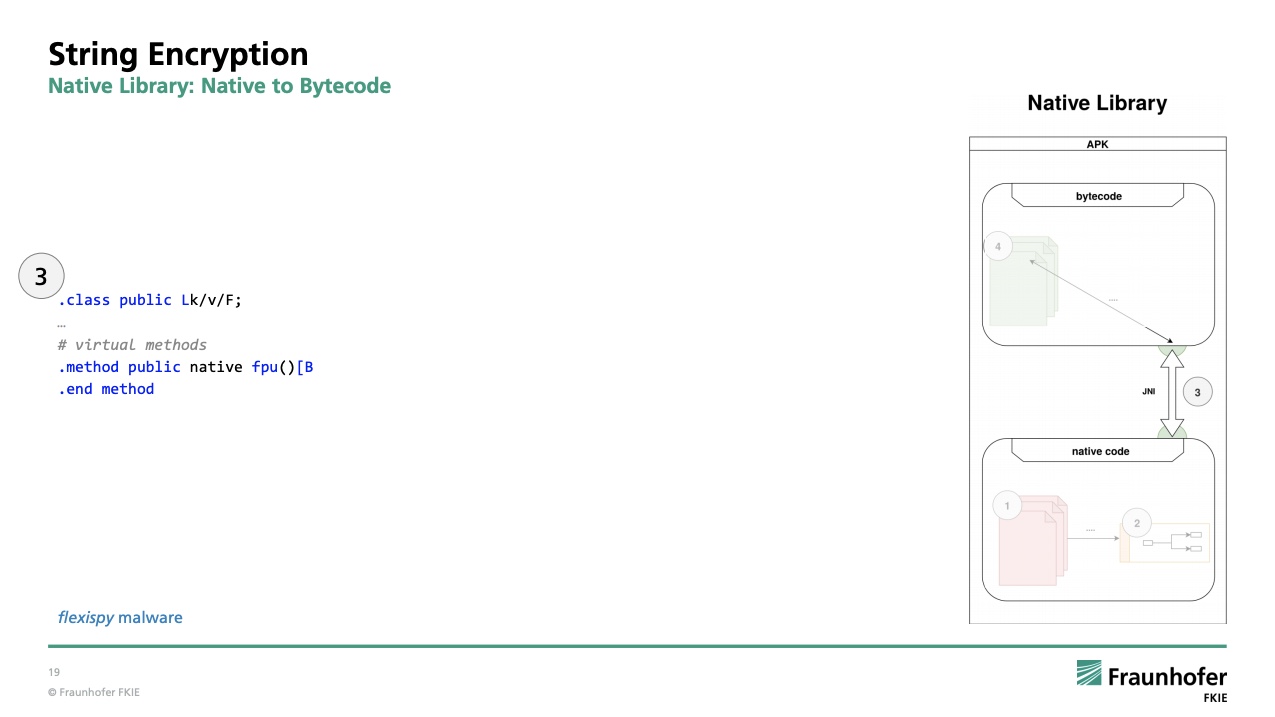 String Encryption
Native Library: Native to Bytecode
3
.class public Lk/v/F;
…
# virtual methods
.method public native fpu()[B
.end method
flexispy malware
Native Library
APK
bytecode
4
....
JNI
3
native code
1
....
2
19
© Fraunhofer FKIE
Fraunhofer
FKIE